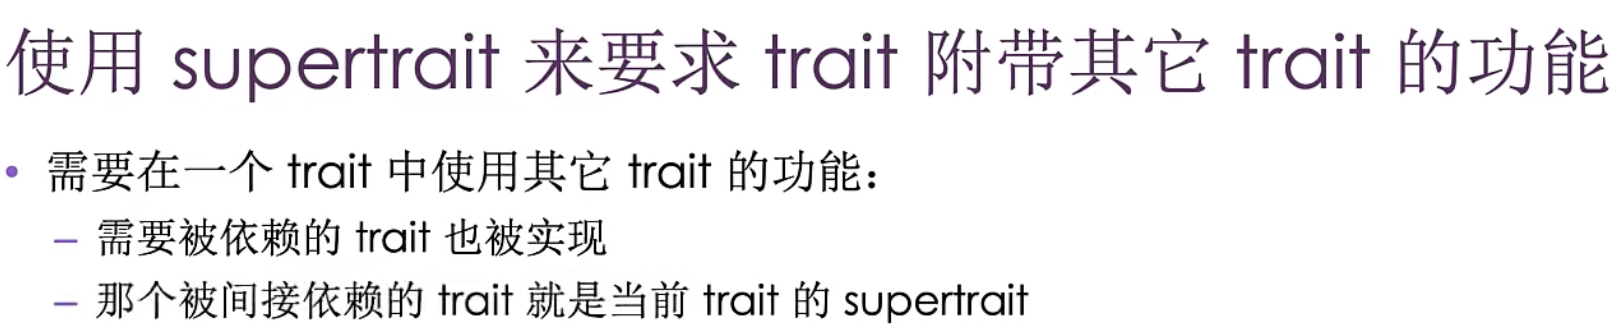 使用 supertrait 来要求 trait 附带其它 trait 的功能
• 需要在一个 trait 中使用其它 trait 的功能：
– 需要被依赖的 trait 也被实现
– 那个被间接依赖的 trait 就是当前 trait 的 supertrait